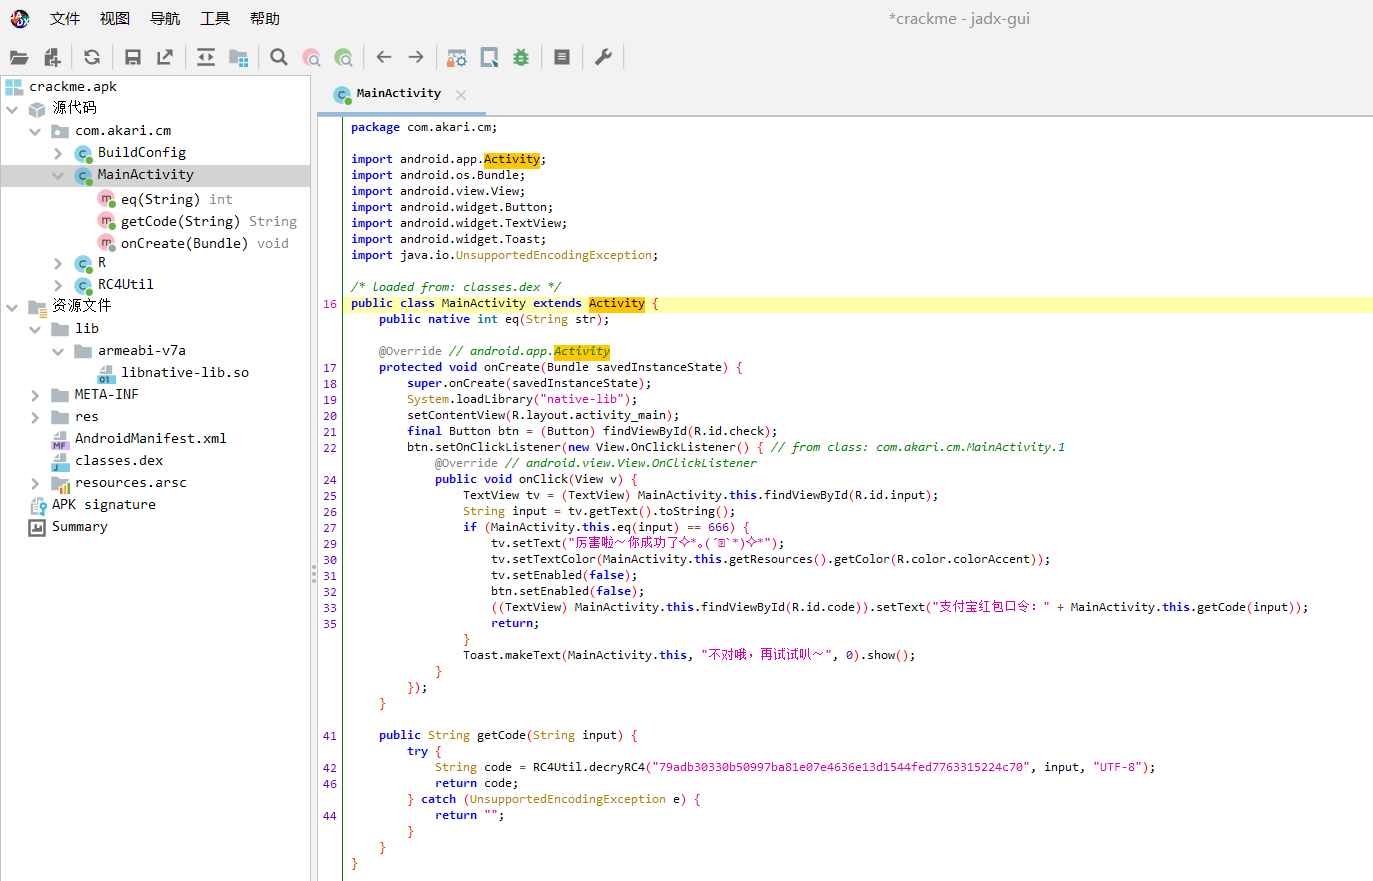 文件 视图 导航 工具 帮助
*crackme - jadx-gui
crackme.apk
源代码
com.akari.cm
BuildConfig
MainActivity
eq(String) int
getCode(String) String
onCreate(Bundle) void
R
RC4Util
资源文件
lib
armeabi-v7a
libnative-lib.so
META-INF
res
AndroidManifest.xml
classes.dex
resources.arsc
APK signature
Summary
MainActivity
package com.akari.cm;
import android.app.Activity;
import android.os.Bundle;
import android.view.View;
import android.widget.Button;
import android.widget.TextView;
import android.widget.Toast;
import java.io.UnsupportedEncodingException;
/* loaded from: classes.dex */
16 public class MainActivity extends Activity {
public native int eq(String str);
@Override // android.app.Activity
17 protected void onCreate(Bundle savedInstanceState) {
18 super.onCreate(savedInstanceState);
19 System.loadLibrary("native-lib");
20 setContentView(R.layout.activity_main);
21 final Button btn = (Button) findViewById(R.id.check);
22 btn.setOnClickListener(new View.OnClickListener() { // from class: com.akari.cm.MainActivity.1
@Override // android.view.View.OnClickListener
24 public void onClick(View v) {
25 TextView tv = (TextView) MainActivity.this.findViewById(R.id.input);
26 String input = tv.getText().toString();
27 if (MainActivity.this.eq(input) == 666) {
29 tv.setText("厉害啦～你成功了✧*｡(ˊᗜˋ*)✧*");
30 tv.setTextColor(MainActivity.this.getResources().getColor(R.color.colorAccent));
31 tv.setEnabled(false);
32 btn.setEnabled(false);
33 ((TextView) MainActivity.this.findViewById(R.id.code)).setText("支付宝红包口令：" + MainActivity.this.getCode(input));
35 return;
}
Toast.makeText(MainActivity.this, "不对哦，再试试叭～", 0).show();
}
});
}
41 public String getCode(String input) {
try {
42 String code = RC4Util.decryRC4("79adb30330b50997ba81e07e4636e13d1544fed7763315224c70", input, "UTF-8");
46 return code;
} catch (UnsupportedEncodingException e) {
44 return "";
}
}
}